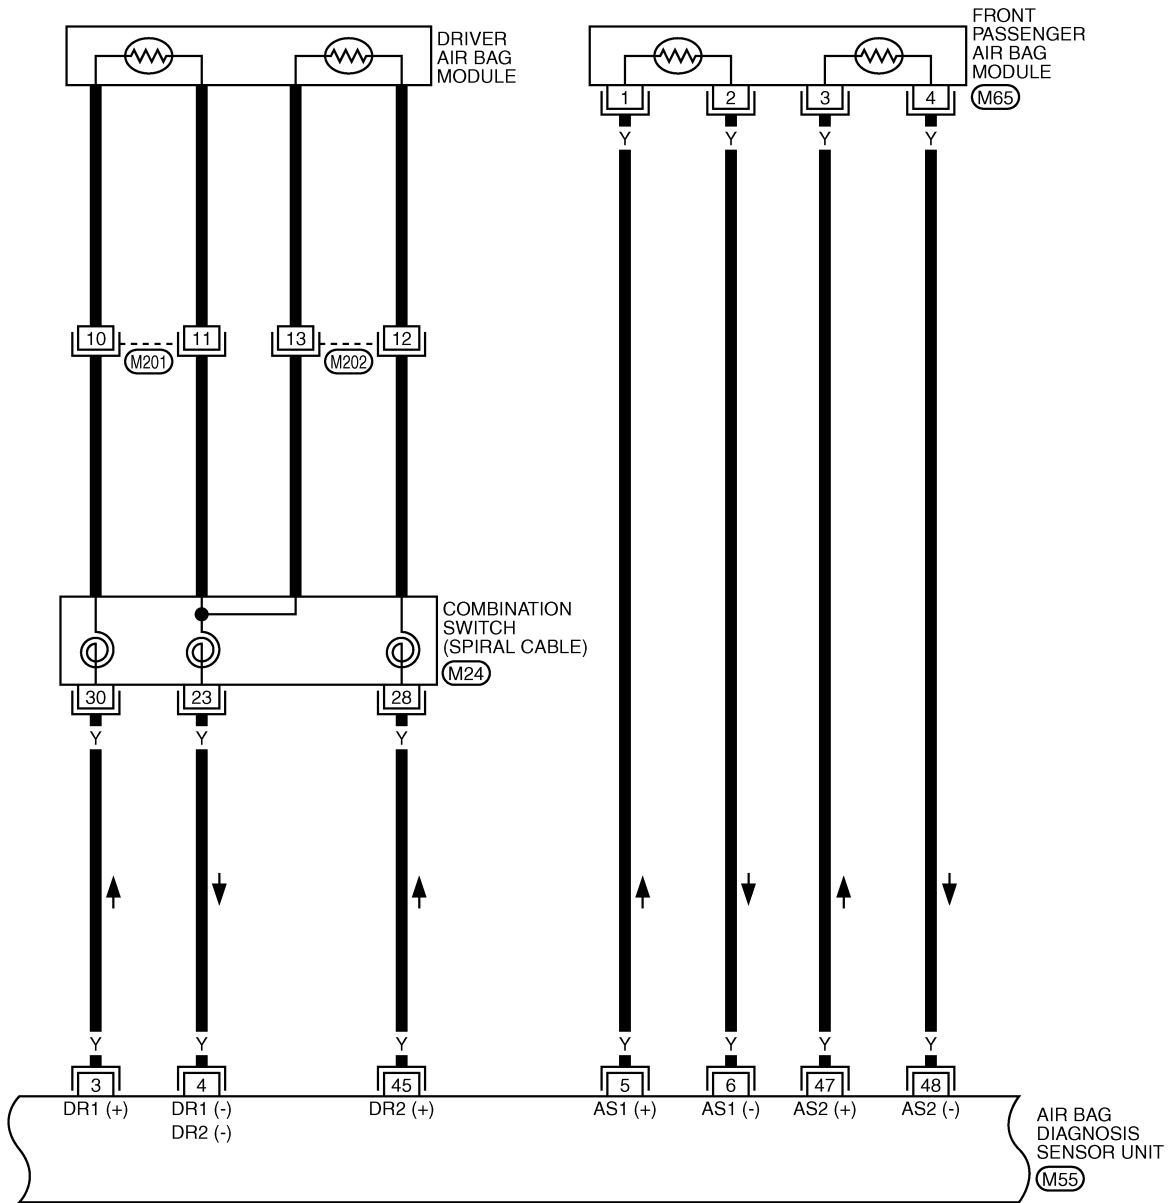 DRIVER
AIR BAG
MODULE
FRONT
PASSENGER
AIR BAG
MODULE
M65
1 2 3 4
Y Y Y Y
10 11 13 12
M201 M202
COMBINATION
SWITCH
(SPIRAL CABLE)
M24
30 23 28
Y Y Y
Y Y Y Y Y Y Y
3 4 45 5 6 47 48
DR1 (+) DR1 (-) DR2 (+) AS1 (+) AS1 (-) AS2 (+) AS2 (-)
DR2 (-)
AIR BAG
DIAGNOSIS
SENSOR UNIT
M55